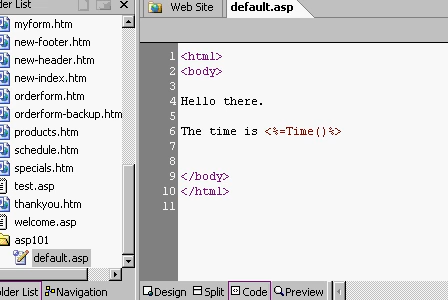 der List
Web Site
default.asp
myform.htm
new-footer.htm
new-header.htm
new-index.htm
orderform.htm
orderform-backup.htm
products.htm
schedule.htm
specials.htm
test.asp
thankyou.htm
welcome.asp
asp101
default.asp
older List
Navigation
1 <html>
2 <body>
3
4 Hello there.
5
6 The time is <%=Time()%>
7
8
9 </body>
10 </html>
11
Design
Split
Code
Preview